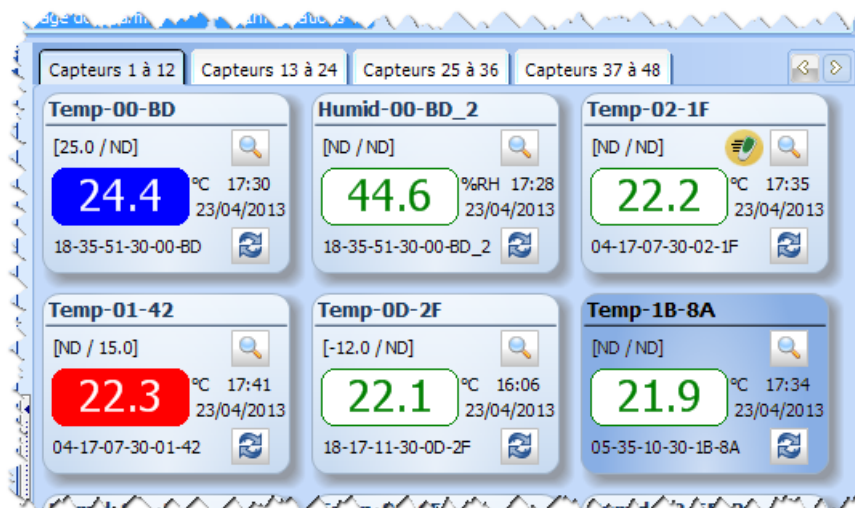 Capteurs 1 à 12 Capteurs 13 à 24 Capteurs 25 à 36 Capteurs 37 à 48
Temp-00-BD
[25.0 / ND]
24.4 °C 17:30
23/04/2013
18-35-51-30-00-BD
Humid-00-BD_2
[ND / ND]
44.6 %RH 17:28
23/04/2013
18-35-51-30-00-BD_2
Temp-02-1F
[ND / ND]
22.2 °C 17:35
23/04/2013
04-17-07-30-02-1F
Temp-01-42
[ND / 15.0]
22.3 °C 17:41
23/04/2013
04-17-07-30-01-42
Temp-0D-2F
[-12.0 / ND]
22.1 °C 16:06
23/04/2013
18-17-11-30-0D-2F
Temp-1B-8A
[ND / ND]
21.9 °C 17:34
23/04/2013
05-35-10-30-1B-8A